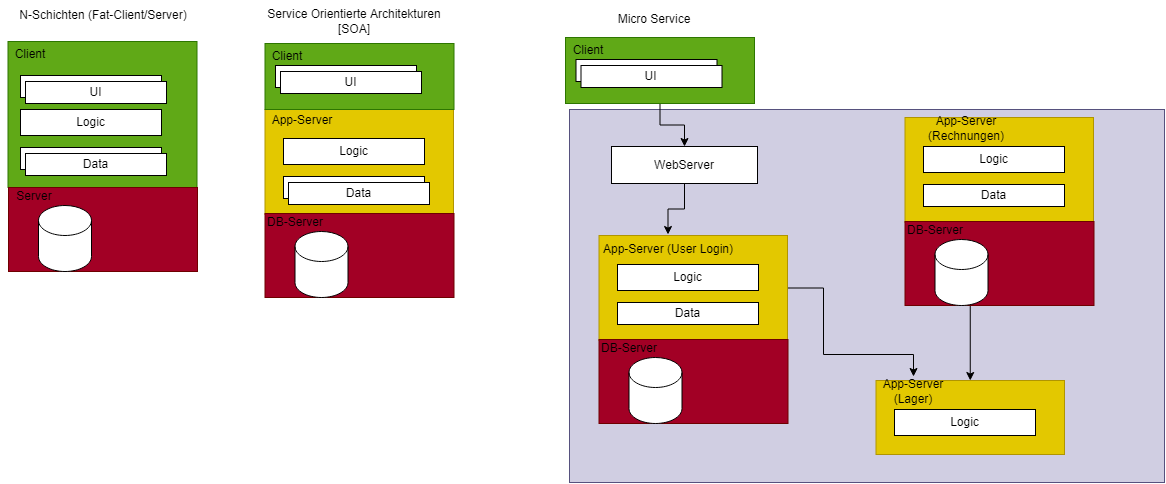 N-Schichten (Fat-Client/Server)
Client
UI
Logic
Data
Server
Service Orientierte Architekturen
[SOA]
Client
UI
App-Server
Logic
Data
DB-Server
Micro Service
Client
UI
WebServer
App-Server (User Login)
Logic
Data
DB-Server
App-Server
(Rechnungen)
Logic
Data
DB-Server
App-Server
(Lager)
Logic